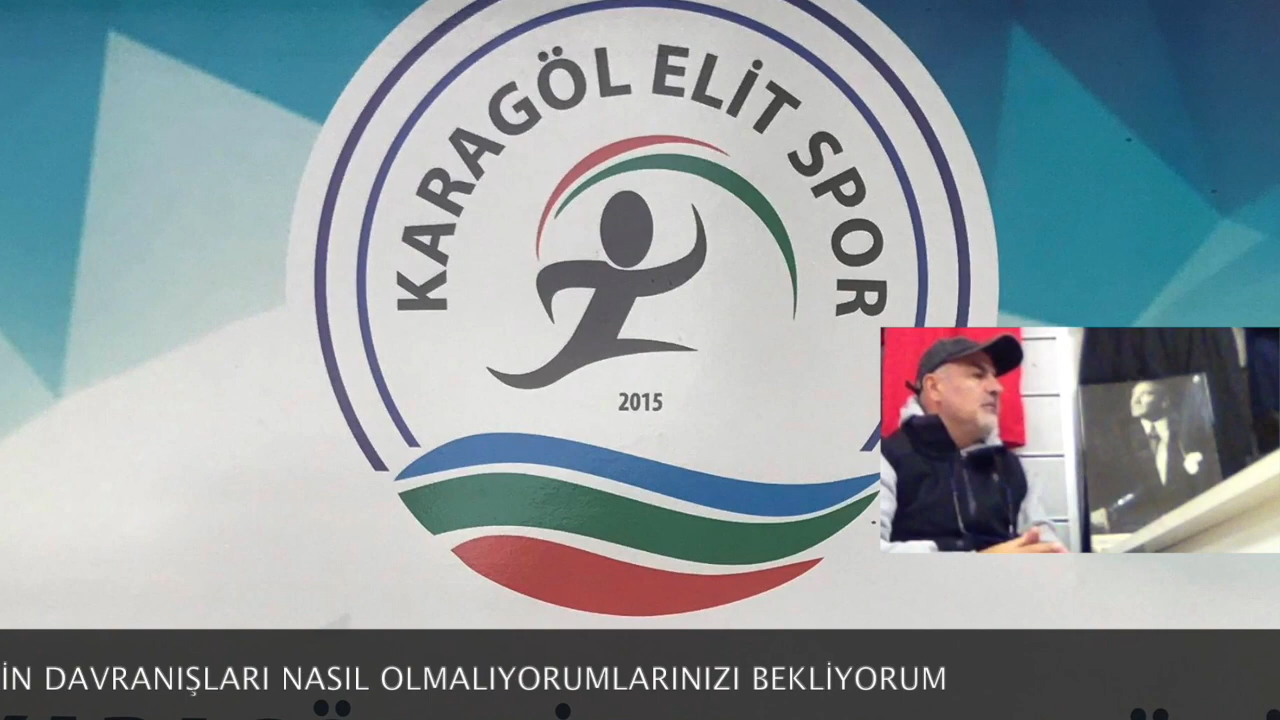 KARAGÖL ELİT SPOR
2015
İN DAVRANIŞLARI NASIL OLMALIYORUMLARINIZI BEKLİYORUM